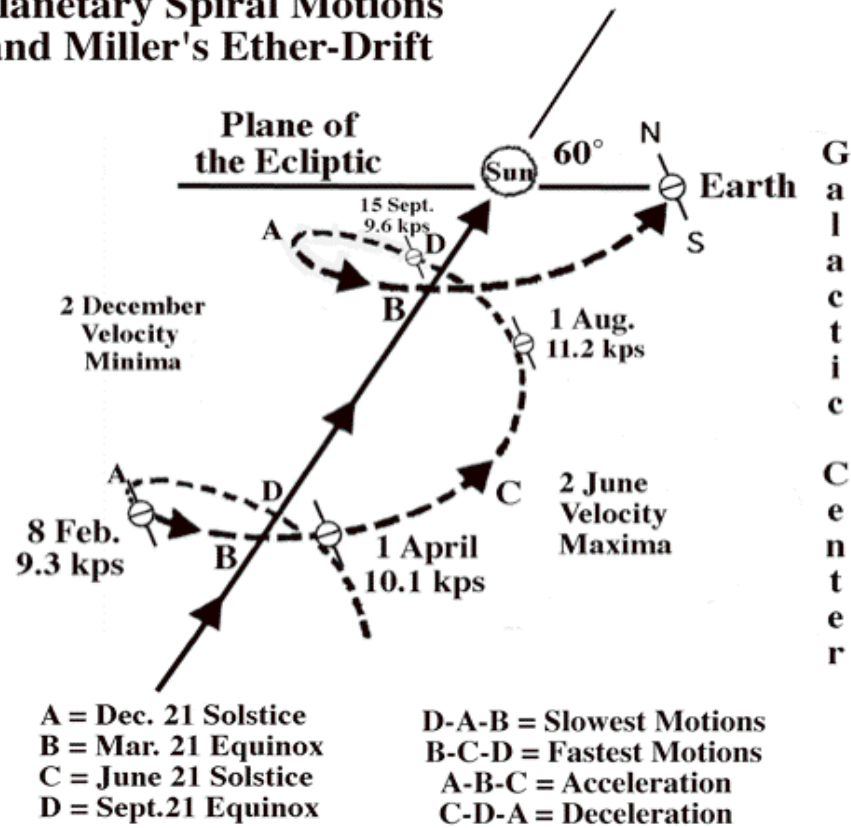 lanetary Spiral Motions
nd Miller's Ether-Drift
Plane of
the Ecliptic
Sun
60°
N
Earth
S
Galactic Center
15 Sept.
9.6 kps
A
D
B
2 December
Velocity
Minima
1 Aug.
11.2 kps
A
D
C
2 June
Velocity
Maxima
8 Feb.
9.3 kps
B
1 April
10.1 kps
A = Dec. 21 Solstice
B = Mar. 21 Equinox
C = June 21 Solstice
D = Sept.21 Equinox
D-A-B = Slowest Motions
B-C-D = Fastest Motions
A-B-C = Acceleration
C-D-A = Deceleration